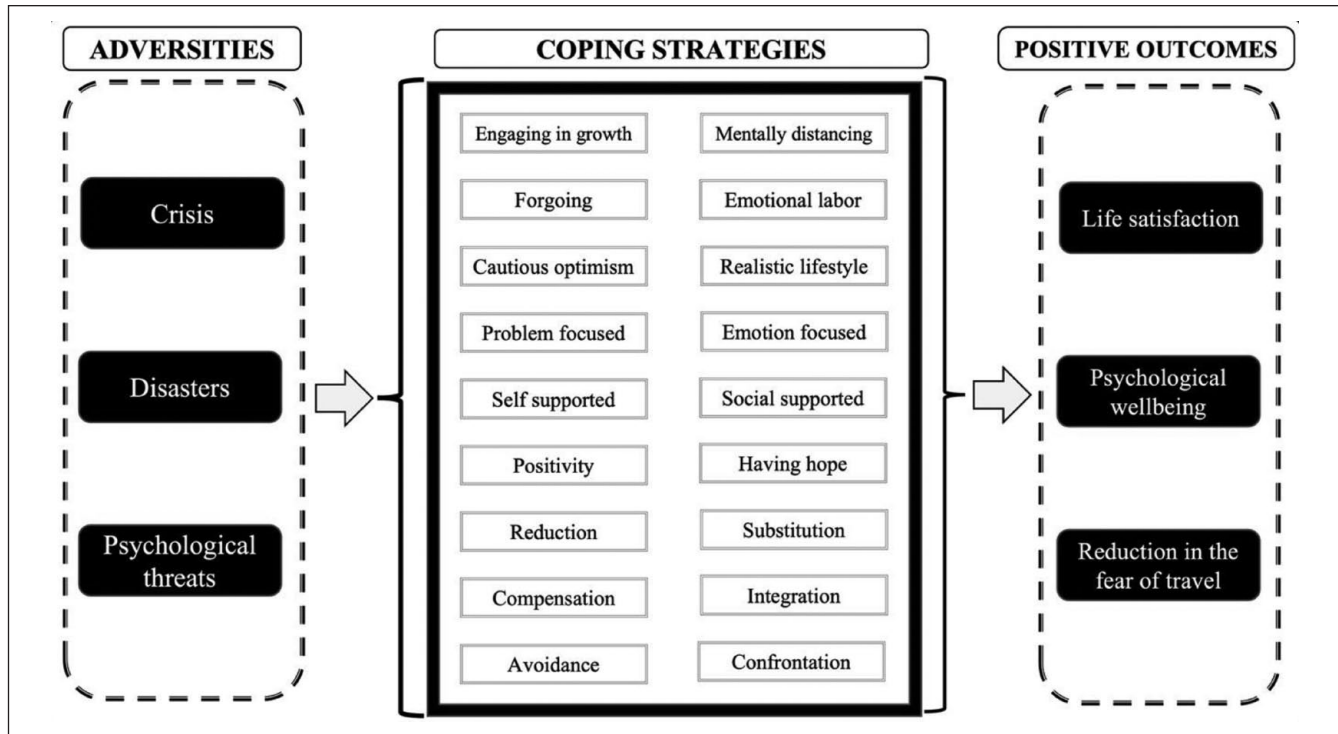 ADVERSITIES
Crisis
Disasters
Psychological
threats
COPING STRATEGIES
Engaging in growth
Mentally distancing
Forgoing
Emotional labor
Cautious optimism
Realistic lifestyle
Problem focused
Emotion focused
Self supported
Social supported
Positivity
Having hope
Reduction
Substitution
Compensation
Integration
Avoidance
Confrontation
POSITIVE OUTCOMES
Life satisfaction
Psychological
wellbeing
Reduction in the
fear of travel